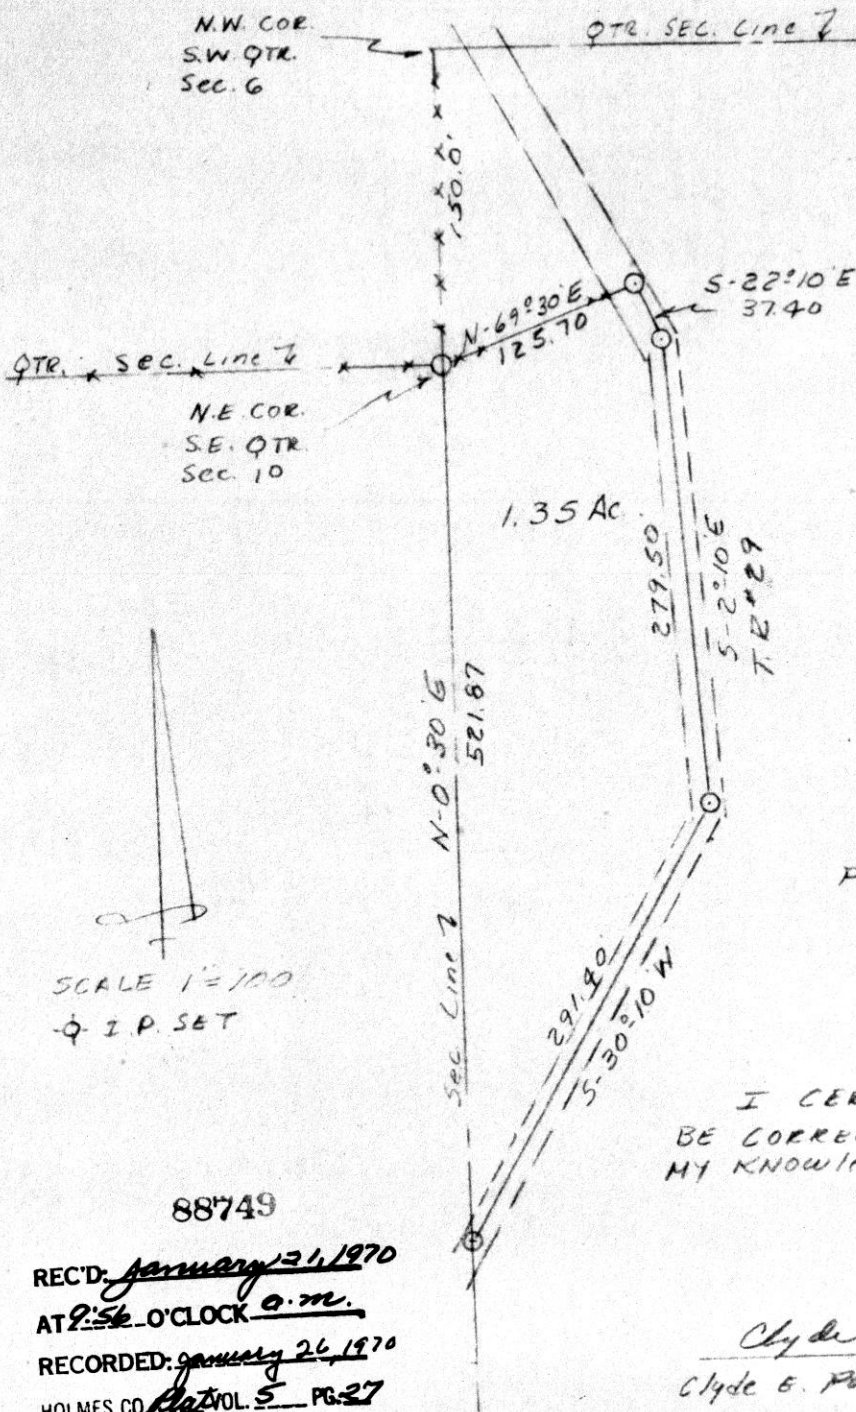 N.W. COR.
S.W. QTR.
Sec. 6
QTR. SEC. Line
150.0'
S-22°10'E
37.40
N-69°30'E
125.70
QTR. Sec. Line
N.E. COR.
S.E. QTR.
Sec. 10
1.35 Ac.
279.50
S-2°10'E
T.R #29
N-0°30'E
521.87
Sec. Line
291.40
S-30°10'W
SCALE 1"=100
I.P. SET
I CER
BE CORRE
MY KNOWL
88749
REC'D: January 21, 1970
AT 9:56 O'CLOCK a.m.
RECORDED: January 26, 1970
HOLMES CO. Plat VOL. 5 PG. 27
Clyde
Clyde E.